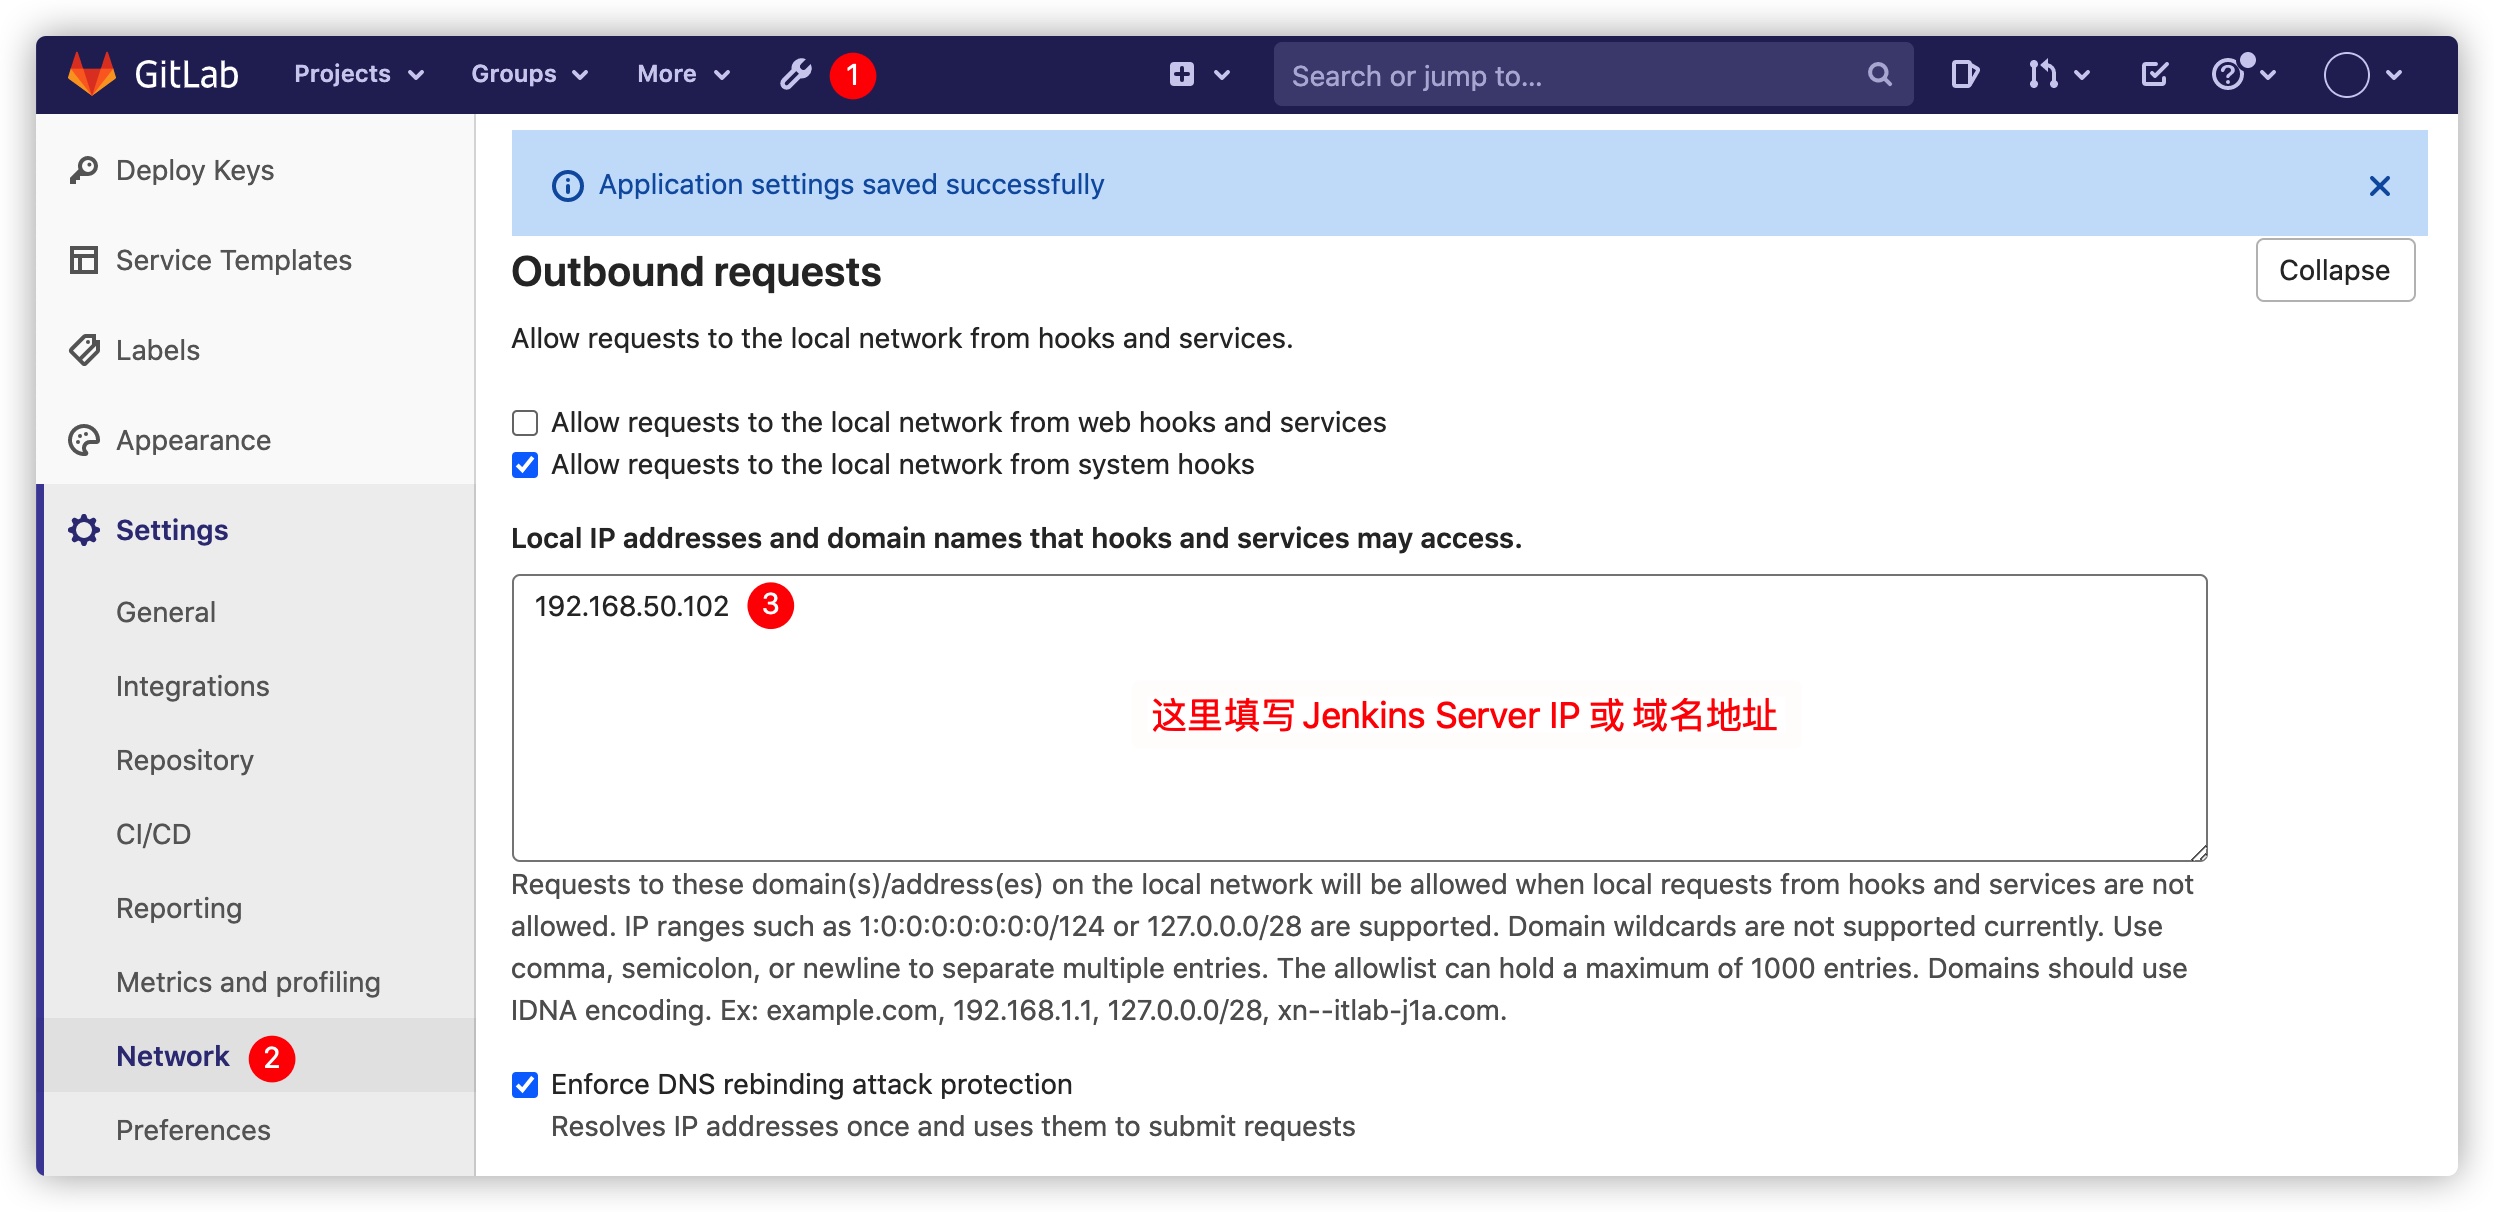 GitLab Projects Groups More 1 Search or jump to...
Deploy Keys
Service Templates
Labels
Appearance
Settings
General
Integrations
Repository
CI/CD
Reporting
Metrics and profiling
Network 2
Preferences
Application settings saved successfully
Outbound requests
Collapse
Allow requests to the local network from hooks and services.
Allow requests to the local network from web hooks and services
Allow requests to the local network from system hooks
Local IP addresses and domain names that hooks and services may access.
192.168.50.102 3
这里填写 Jenkins Server IP 或 域名地址
Requests to these domain(s)/address(es) on the local network will be allowed when local requests from hooks and services are not
allowed. IP ranges such as 1:0:0:0:0:0:0:0/124 or 127.0.0.0/28 are supported. Domain wildcards are not supported currently. Use
comma, semicolon, or newline to separate multiple entries. The allowlist can hold a maximum of 1000 entries. Domains should use
IDNA encoding. Ex: example.com, 192.168.1.1, 127.0.0.0/28, xn--itlab-j1a.com.
Enforce DNS rebinding attack protection
Resolves IP addresses once and uses them to submit requests